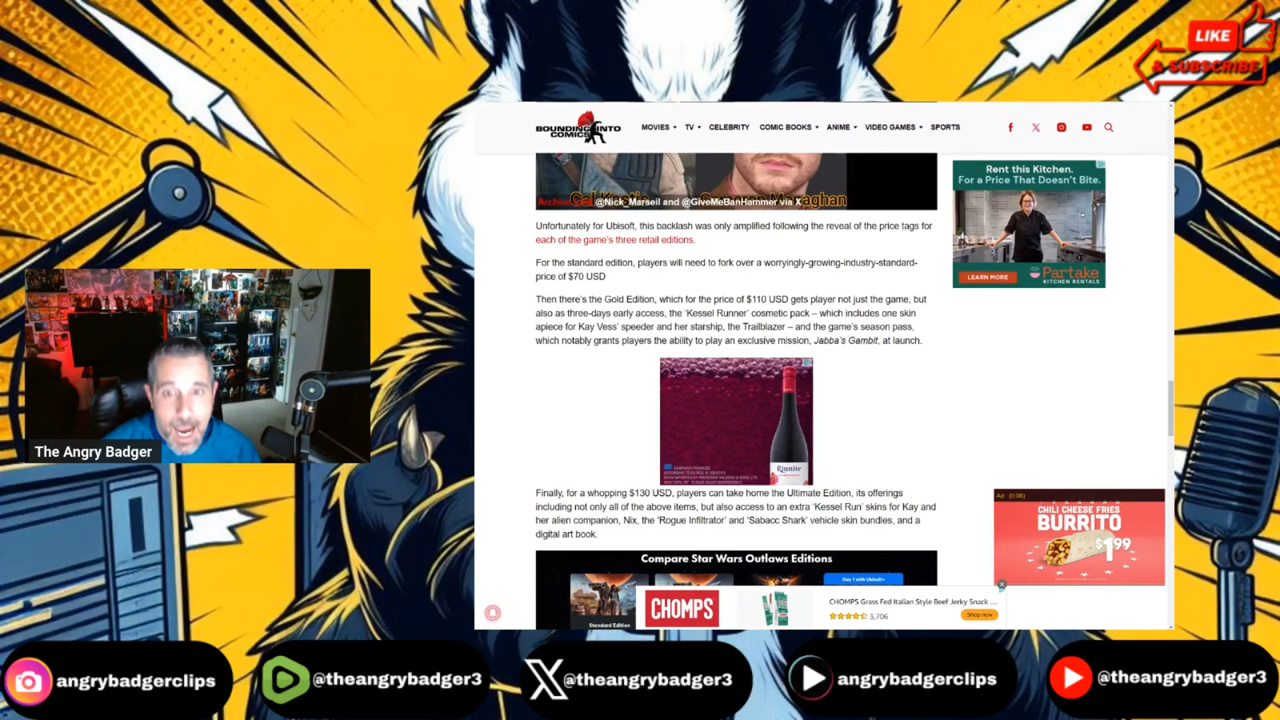 LIKE
& SUBSCRIBE
BOUNDING INTO
COMICS
MOVIES
TV
CELEBRITY
COMIC BOOKS
ANIME
VIDEO GAMES
SPORTS
@Nick_Marseil and @GiveMeBanHammer via X
Unfortunately for Ubisoft, this backlash was only amplified following the reveal of the price tags for
each of the game's three retail editions.
For the standard edition, players will need to fork over a worryingly-growing-industry-standard-
price of $70 USD
Then there's the Gold Edition, which for the price of $110 USD gets player not just the game, but
also as three-days early access, the 'Kessel Runner' cosmetic pack – which includes one skin
apiece for Kay Vess' speeder and her starship, the Trailblazer – and the game's season pass,
which notably grants players the ability to play an exclusive mission, Jabba's Gambit, at launch.
Riunite
Finally, for a whopping $130 USD, players can take home the Ultimate Edition, its offerings
including not only all of the above items, but also access to an extra 'Kessel Run' skins for Kay and
her alien companion, Nix, the 'Rogue Infiltrator' and 'Sabacc Shark' vehicle skin bundles, and a
digital art book.
Compare Star Wars Outlaws Editions
Day 1 with Ubisoft+
Standard Edition
CHOMPS
CHOMPS Grass Fed Italian Style Beef Jerky Snack ...
3,706
Shop now
Rent this Kitchen.
For a Price That Doesn't Bite.
LEARN MORE
Partake
KITCHEN RENTALS
Ad (0:06)
CHILI CHEESE FRIES
BURRITO
$1.99
The Angry Badger
angrybadgerclips
@theangrybadger3
@theangrybadger3
angrybadgerclips
@theangrybadger3